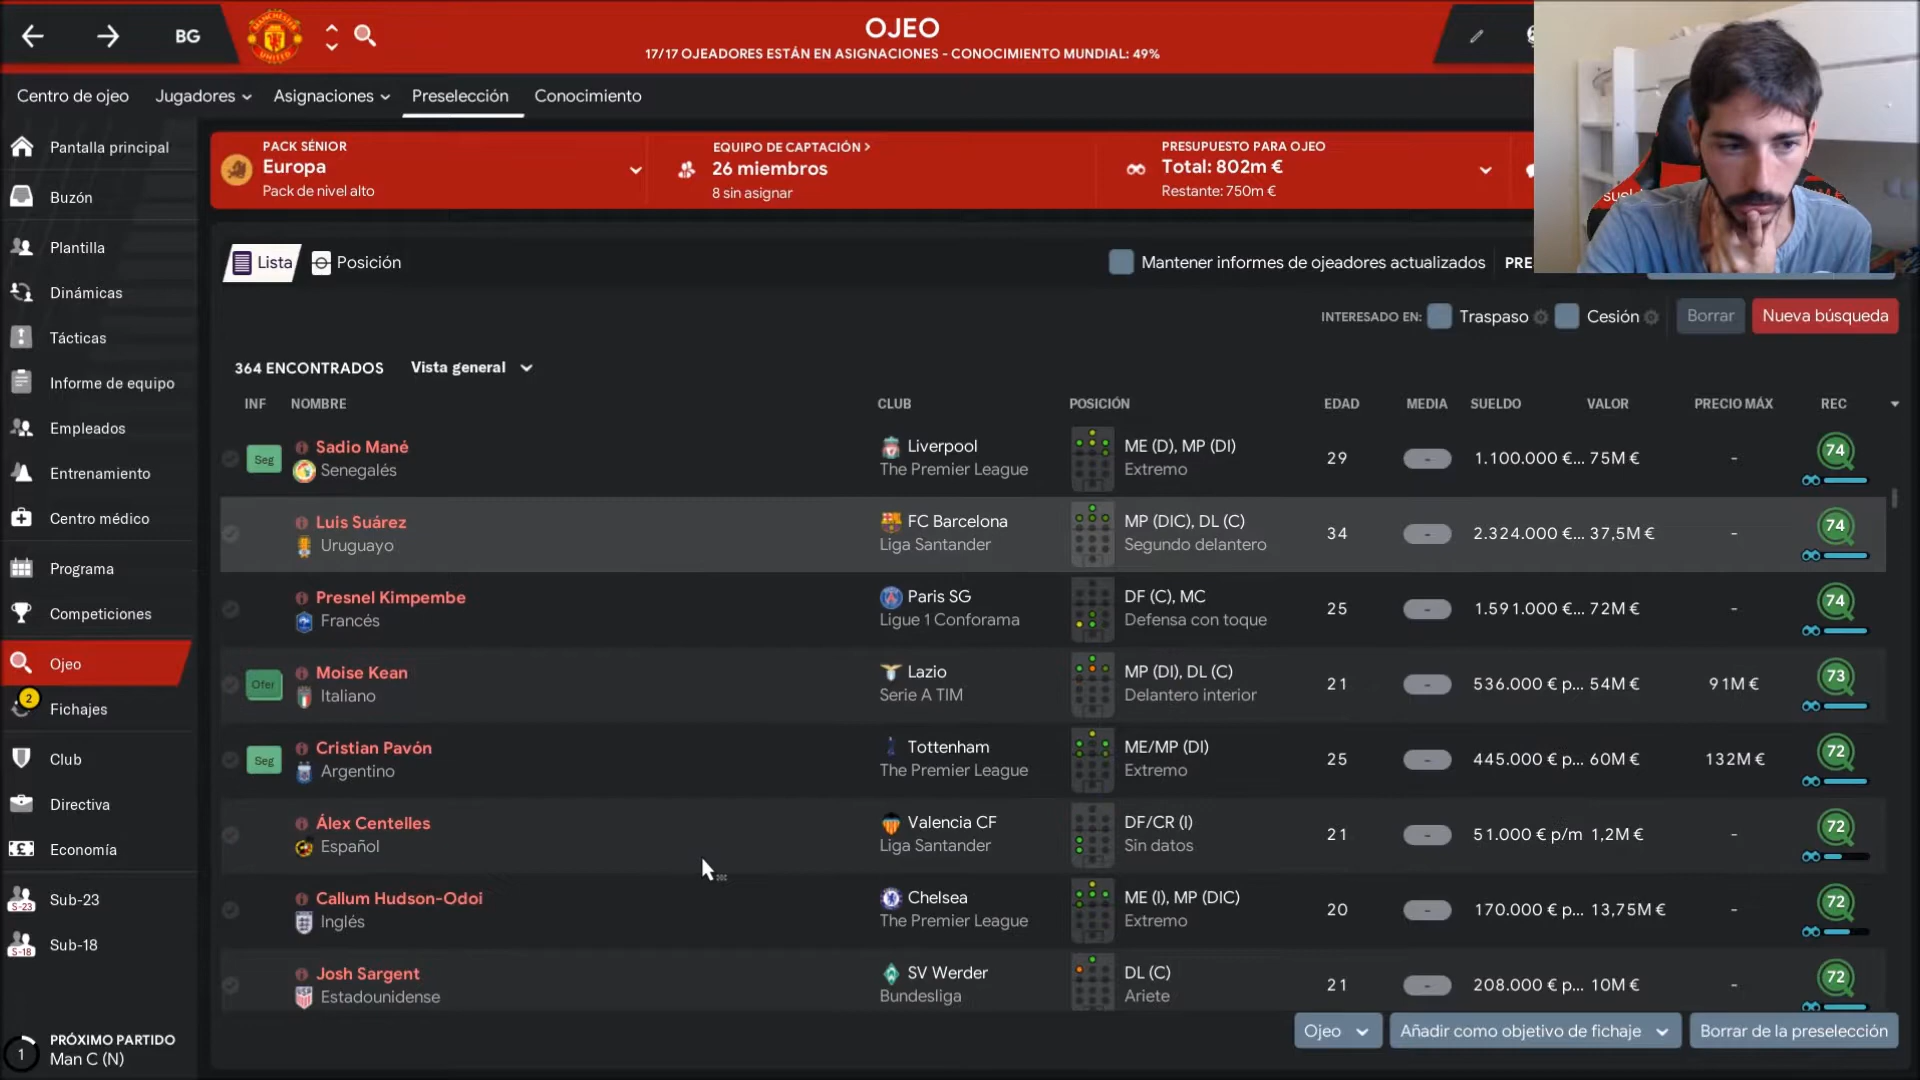 BG
OJEO
17/17 OJEADORES ESTÁN EN ASIGNACIONES - CONOCIMIENTO MUNDIAL: 49%
Centro de ojeo
Jugadores
Asignaciones
Preselección
Conocimiento
Pantalla principal
Buzón
Plantilla
Dinámicas
Tácticas
Informe de equipo
Empleados
Entrenamiento
Centro médico
Programa
Competiciones
Ojeo
2
Fichajes
Club
Directiva
Economía
S-23 Sub-23
S-18 Sub-18
1 PRÓXIMO PARTIDO
Man C (N)
PACK SÉNIOR
Europa
Pack de nivel alto
EQUIPO DE CAPTACIÓN >
26 miembros
8 sin asignar
PRESUPUESTO PARA OJEO
Total: 802m €
Restante: 750m €
Lista
Posición
Mantener informes de ojeadores actualizados
PRE
INTERESADO EN: Traspaso Cesión Borrar Nueva búsqueda
364 ENCONTRADOS Vista general
INF NOMBRE CLUB POSICIÓN EDAD MEDIA SUELDO VALOR PRECIO MÁX REC
Seg Sadio Mané Liverpool ME (D), MP (DI) 29 - 1.100.000 €... 75M € - 74
Senegalés The Premier League Extremo
Luis Suárez FC Barcelona MP (DIC), DL (C) 34 - 2.324.000 €... 37,5M € - 74
Uruguayo Liga Santander Segundo delantero
Presnel Kimpembe Paris SG DF (C), MC 25 - 1.591.000 €... 72M € - 74
Francés Ligue 1 Conforama Defensa con toque
Ofer Moise Kean Lazio MP (DI), DL (C) 21 - 536.000 € p... 54M € 91M € 73
Italiano Serie A TIM Delantero interior
Seg Cristian Pavón Tottenham ME/MP (DI) 25 - 445.000 € p... 60M € 132M € 72
Argentino The Premier League Extremo
Álex Centelles Valencia CF DF/CR (I) 21 - 51.000 € p/m 1,2M € - 72
Español Liga Santander Sin datos
Callum Hudson-Odoi Chelsea ME (I), MP (DIC) 20 - 170.000 € p... 13,75M € - 72
Inglés The Premier League Extremo
Josh Sargent SV Werder DL (C) 21 - 208.000 € p... 10M € - 72
Estadounidense Bundesliga Ariete
Ojeo
Añadir como objetivo de fichaje
Borrar de la preselección